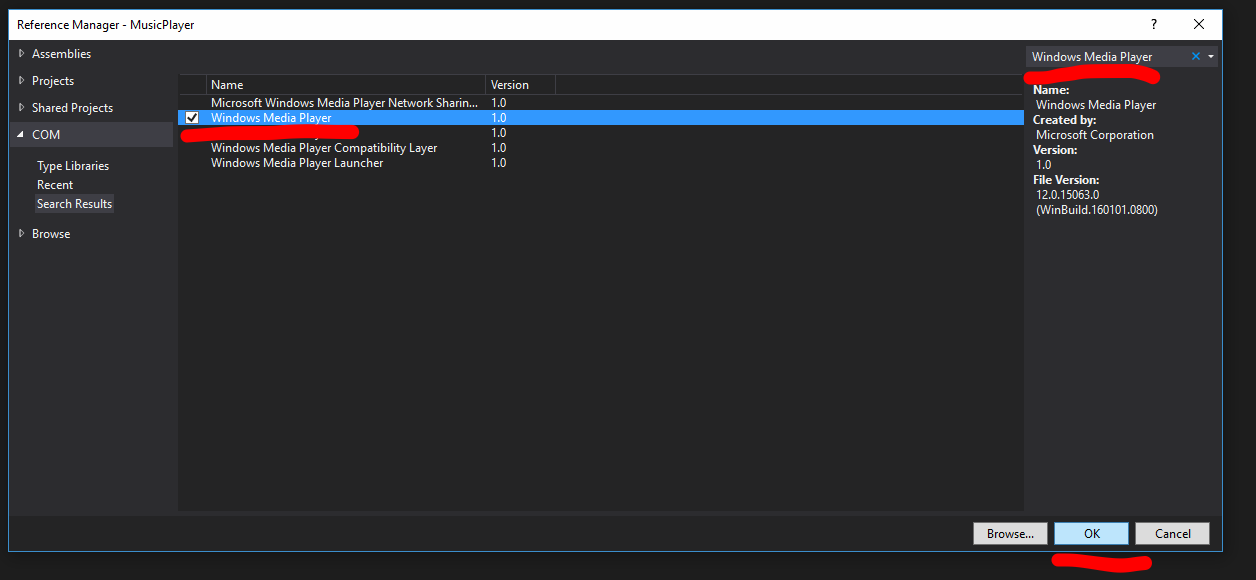 Reference Manager - MusicPlayer
?
Assemblies
Projects
Shared Projects
COM
Type Libraries
Recent
Search Results
Browse
Name Version
Microsoft Windows Media Player Network Sharin... 1.0
Windows Media Player 1.0
1.0
Windows Media Player Compatibility Layer 1.0
Windows Media Player Launcher 1.0
Windows Media Player
Name:
Windows Media Player
Created by:
Microsoft Corporation
Version:
1.0
File Version:
12.0.15063.0
(WinBuild.160101.0800)
Browse... OK Cancel